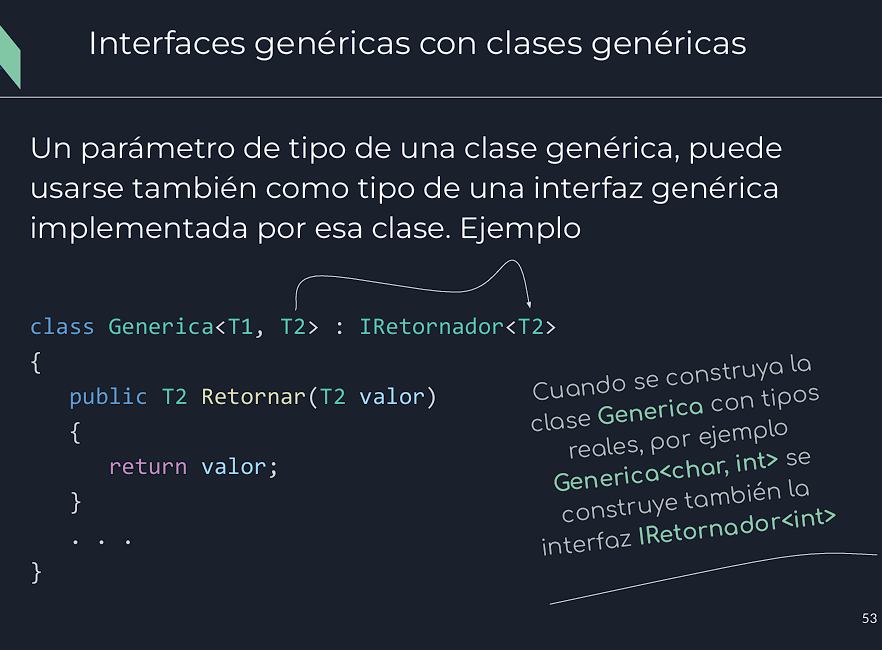 Interfaces genéricas con clases genéricas
Un parámetro de tipo de una clase genérica, puede
usarse también como tipo de una interfaz genérica
implementada por esa clase. Ejemplo
class Generica<T1, T2> : IRetornador<T2>
{
public T2 Retornar(T2 valor)
{
return valor;
}
. . .
}
Cuando se construya la
clase Generica con tipos
reales, por ejemplo
Generica<char, int> se
construye también la
interfaz IRetornador<int>
53